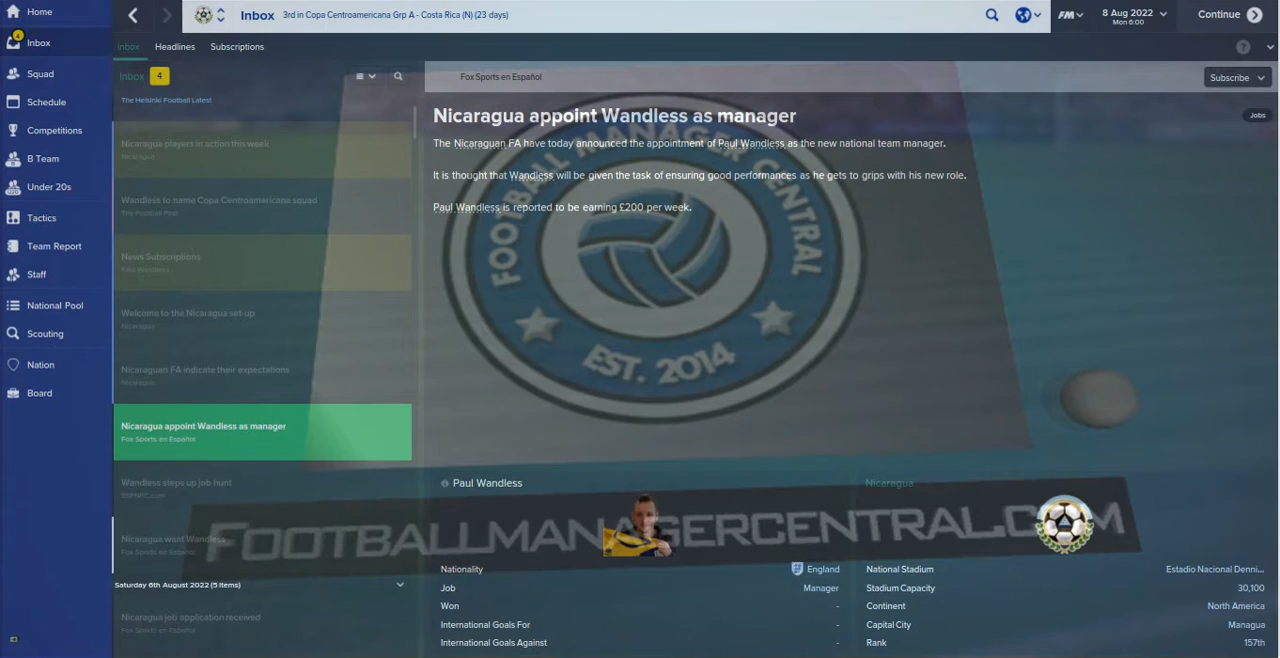 Home
Inbox
3rd in Copa Centroamericana Grp A - Costa Rica (N) (23 days)
FM
8 Aug 2022
Mon 6:00
Continue
4
Inbox
Inbox
Headlines
Subscriptions
?
Squad
Schedule
Competitions
B Team
Under 20s
Tactics
Team Report
Staff
National Pool
Scouting
Nation
Board
Inbox 4
The Helsinki Football Latest
Nicaragua players in action this week
Nicaragua
Wandless to name Copa Centroamericana squad
The Football Post
News Subscriptions
Nicaragua want Wandless
Fox Sports en Español
Welcome to the Nicaragua set-up
Nicaragua
Nicaraguan FA indicate their expectations
Nicaragua
Nicaragua appoint Wandless as manager
Fox Sports en Español
Wandless steps up job hunt
ESPNFC.com
Saturday 6th August 2022 (5 items)
Nicaragua job application received
Fox Sports en Español
Fox Sports en Español
Subscribe
Nicaragua appoint Wandless as manager
Jobs
The Nicaraguan FA have today announced the appointment of Paul Wandless as the new national team manager.
It is thought that Wandless will be given the task of ensuring good performances as he gets to grips with his new role.
Paul Wandless is reported to be earning £200 per week.
FOOTBALL MANAGER CENTRAL
EST. 2014
FOOTBALLMANAGERCENTRAL.COM
Paul Wandless
Nationality England
Job Manager
Won -
International Goals For -
International Goals Against -
Nicaragua
National Stadium Estadio Nacional Denni...
Stadium Capacity 30,100
Continent North America
Capital City Managua
Rank 157th